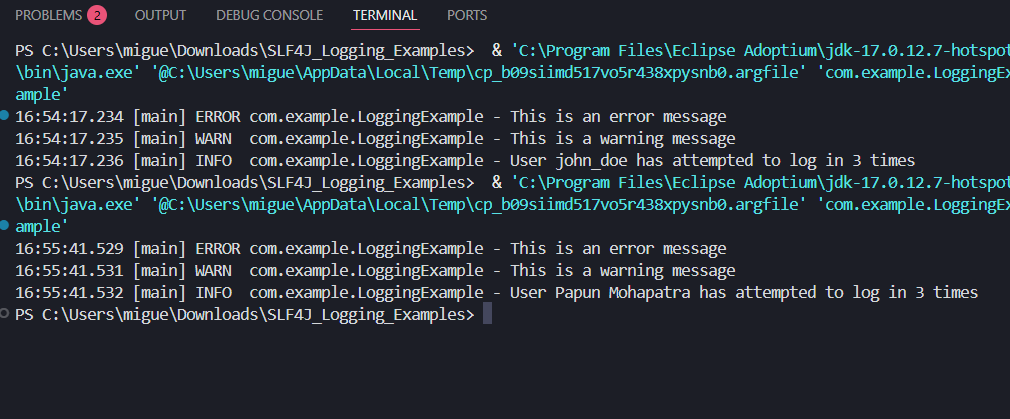 PROBLEMS 2 OUTPUT DEBUG CONSOLE TERMINAL PORTS
PS C:\Users\migue\Downloads\SLF4J_Logging_Examples>  & 'C:\Program Files\Eclipse Adoptium\jdk-17.0.12.7-hotspot
\bin\java.exe' '@C:\Users\migue\AppData\Local\Temp\cp_b09siimd517vo5r438xpysnb0.argfile' 'com.example.LoggingEx
ample'
16:54:17.234 [main] ERROR com.example.LoggingExample - This is an error message
16:54:17.235 [main] WARN  com.example.LoggingExample - This is a warning message
16:54:17.236 [main] INFO  com.example.LoggingExample - User john_doe has attempted to log in 3 times
PS C:\Users\migue\Downloads\SLF4J_Logging_Examples>  & 'C:\Program Files\Eclipse Adoptium\jdk-17.0.12.7-hotspot
\bin\java.exe' '@C:\Users\migue\AppData\Local\Temp\cp_b09siimd517vo5r438xpysnb0.argfile' 'com.example.LoggingEx
ample'
16:55:41.529 [main] ERROR com.example.LoggingExample - This is an error message
16:55:41.531 [main] WARN  com.example.LoggingExample - This is a warning message
16:55:41.532 [main] INFO  com.example.LoggingExample - User Papun Mohapatra has attempted to log in 3 times
PS C:\Users\migue\Downloads\SLF4J_Logging_Examples>